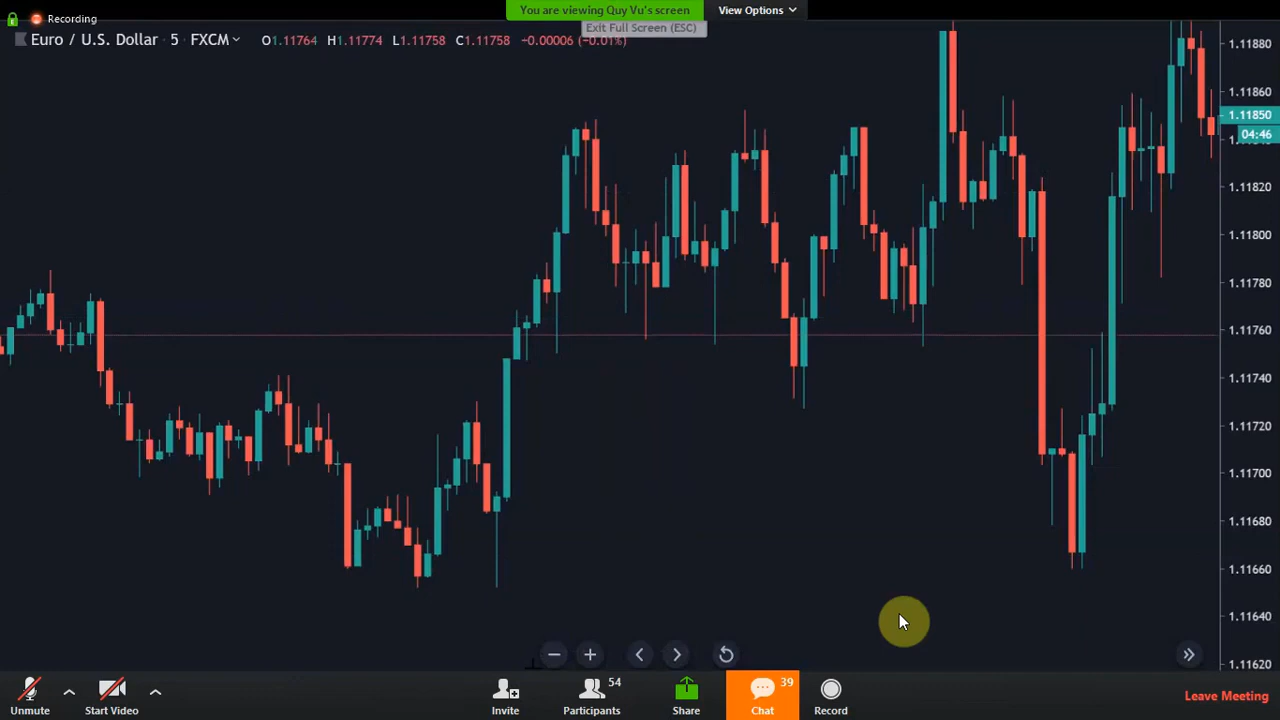 Recording
You are viewing Quy Vu's screen
View Options
Exit Full Screen (ESC)
Euro / U.S. Dollar 5 FXCM O1.11764 H1.11774 L1.11758 C1.11758 −0.00006 (−0.01%)
1.11880
1.11860
1.11850
04:46
1.11820
1.11800
1.11780
1.11760
1.11740
1.11720
1.11700
1.11680
1.11660
1.11640
1.11620
Unmute
Start Video
Invite
54
Participants
Share
39
Chat
Record
Leave Meeting